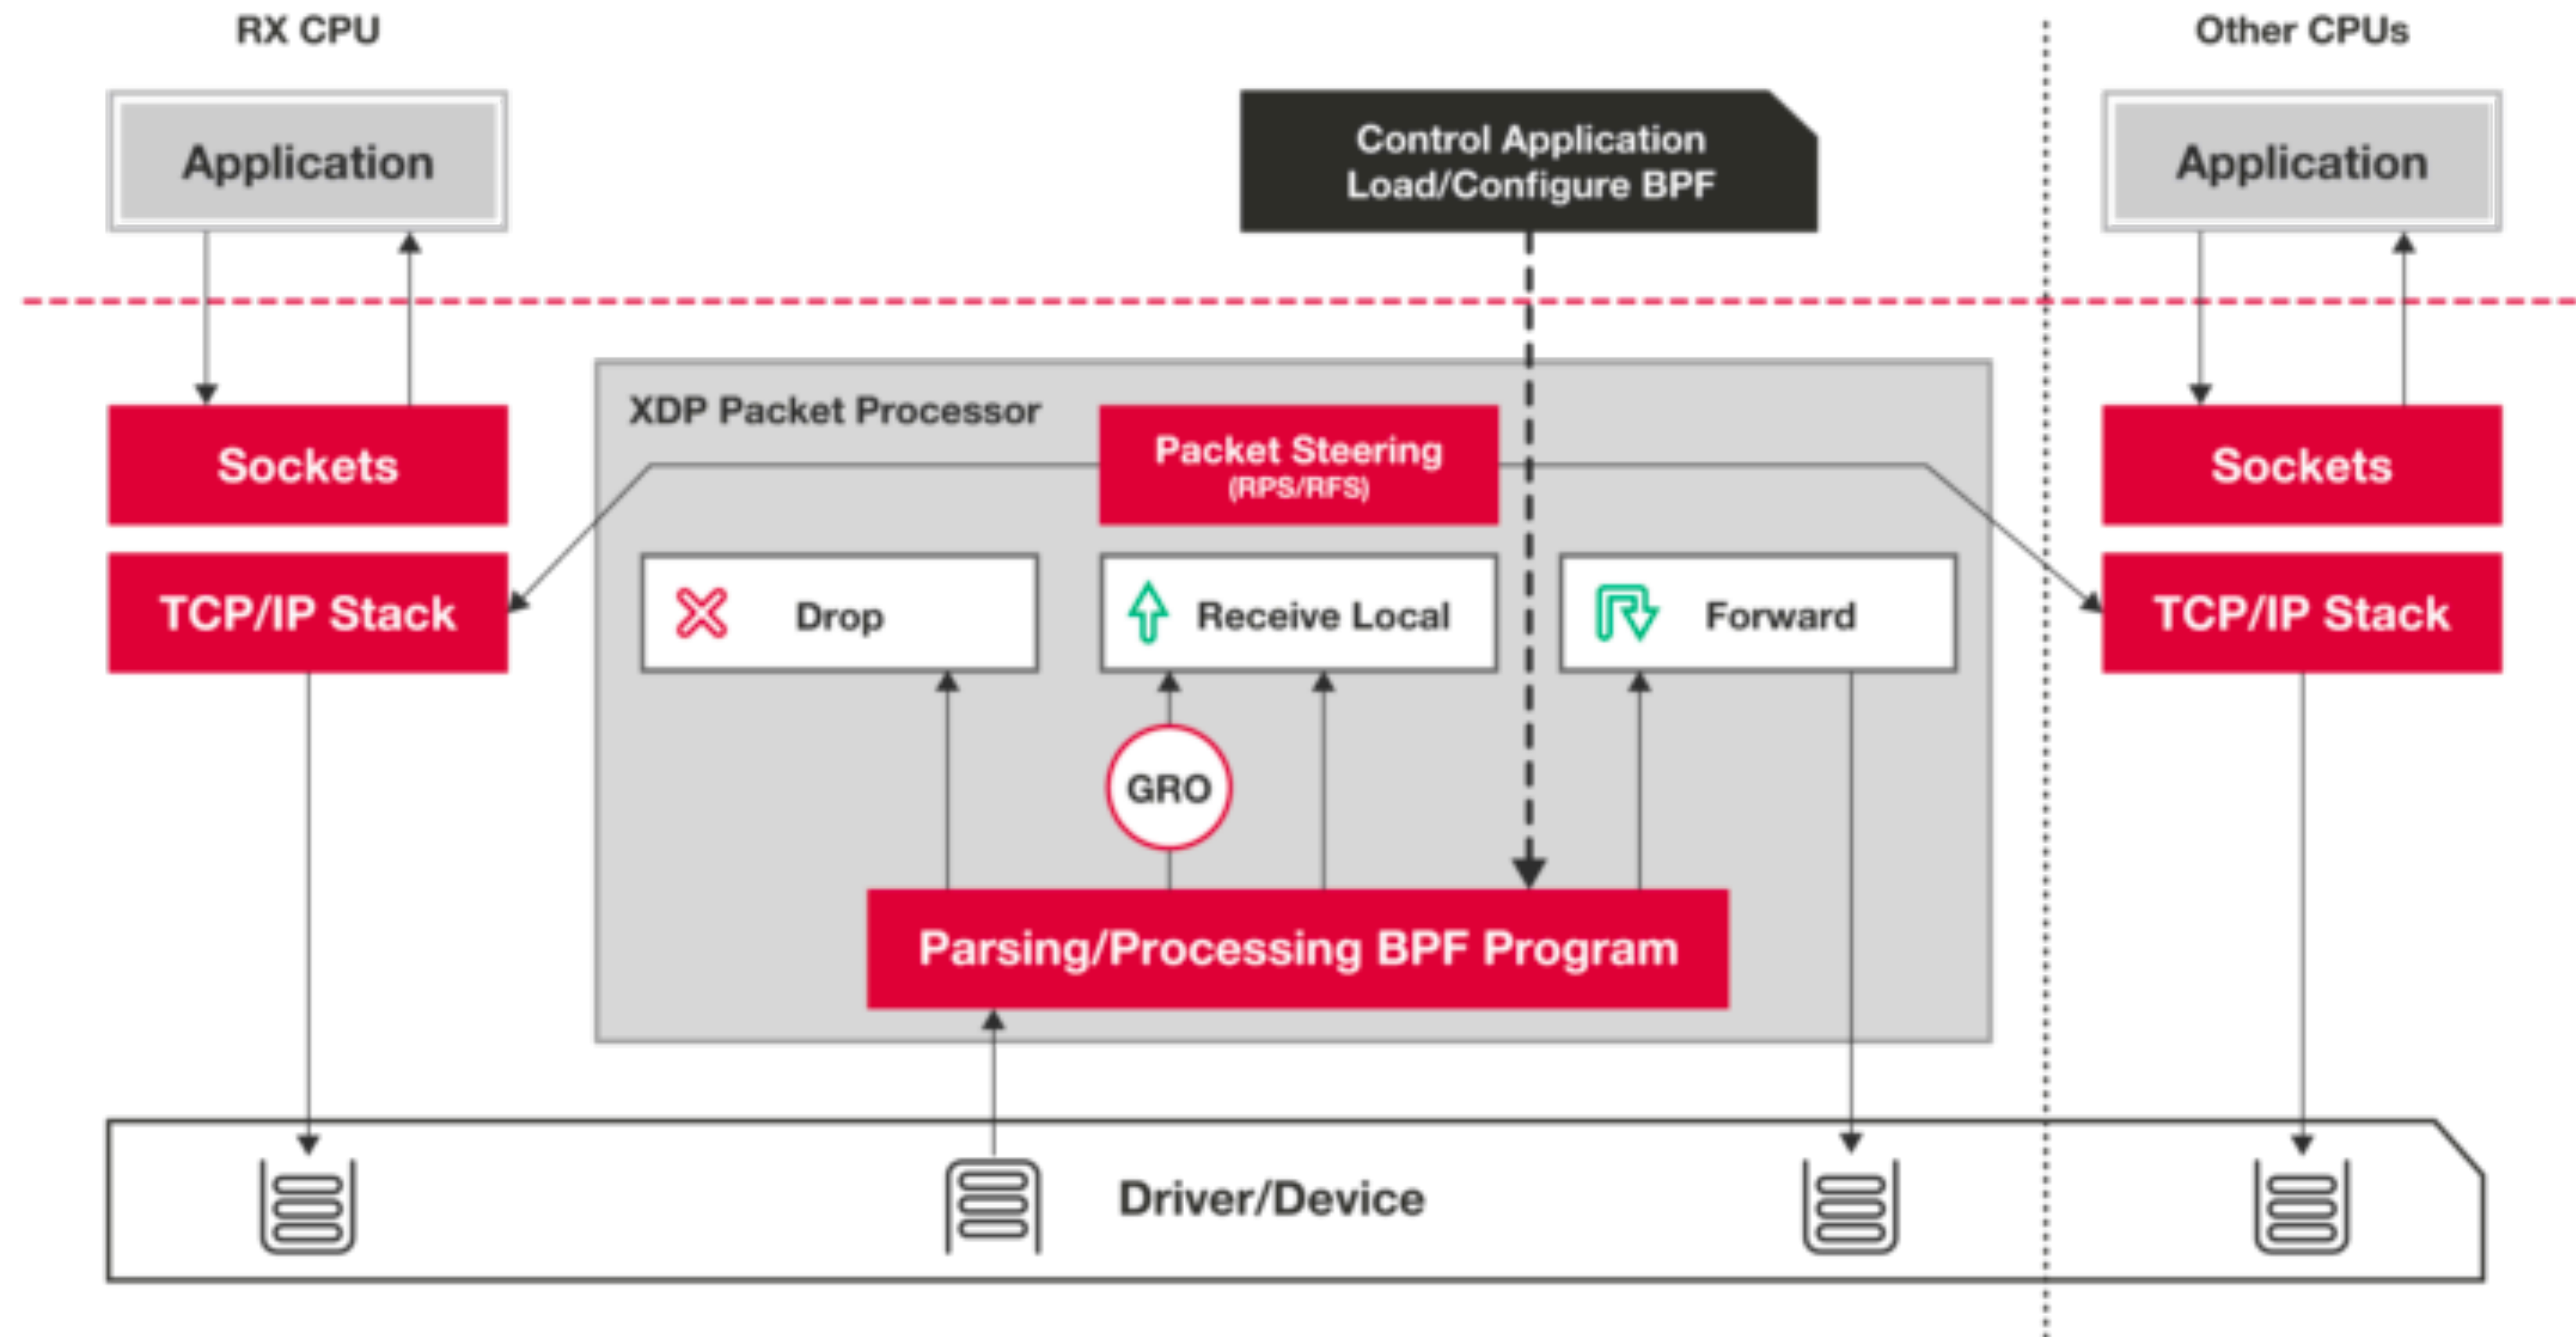 RX CPU
Other CPUs
Application
Control Application
Load/Configure BPF
Application
XDP Packet Processor
Sockets
Packet Steering
(RPS/RFS)
Sockets
TCP/IP Stack
Drop
Receive Local
Forward
TCP/IP Stack
GRO
Parsing/Processing BPF Program
Driver/Device